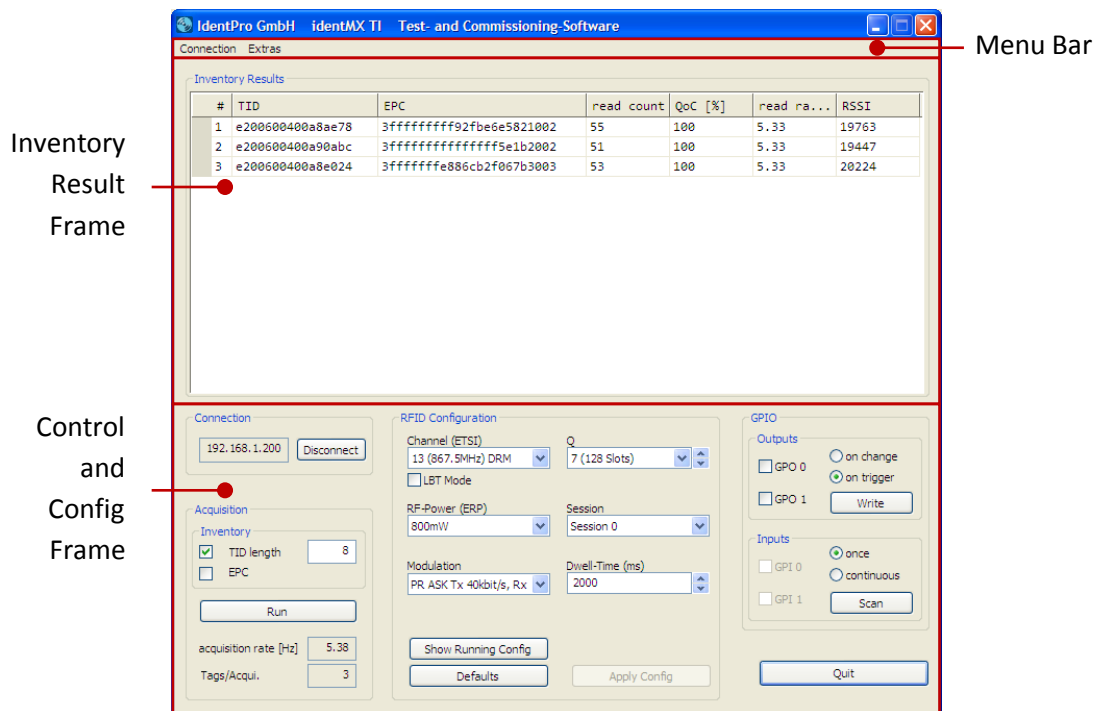 IdentPro GmbH identMX TI Test- and Commissioning-Software
Connection Extras
Menu Bar
Inventory Results
# TID EPC read count QoC [%] read ra... RSSI
1 e200600400a8ae78 3fffffffff92fbe6e5821002 55 100 5.33 19763
2 e200600400a90abc 3fffffffffffffff5e1b2002 51 100 5.33 19447
3 e200600400a8e024 3fffffffe886cb2f067b3003 53 100 5.33 20224
Inventory
Result
Frame
Control
and
Config
Frame
Connection
192.168.1.200 Disconnect
Acquisition
Inventory
TID length 8
EPC
Run
acquisition rate [Hz] 5.38
Tags/Acqui. 3
RFID Configuration
Channel (ETSI) Q
13 (867.5MHz) DRM 7 (128 Slots)
LBT Mode
RF-Power (ERP) Session
800mW Session 0
Modulation Dwell-Time (ms)
PR ASK Tx 40kbit/s, Rx 2000
Show Running Config
Defaults Apply Config
GPIO
Outputs
GPO 0 on change
on trigger
GPO 1 Write
Inputs
GPI 0 once
continuous
GPI 1 Scan
Quit